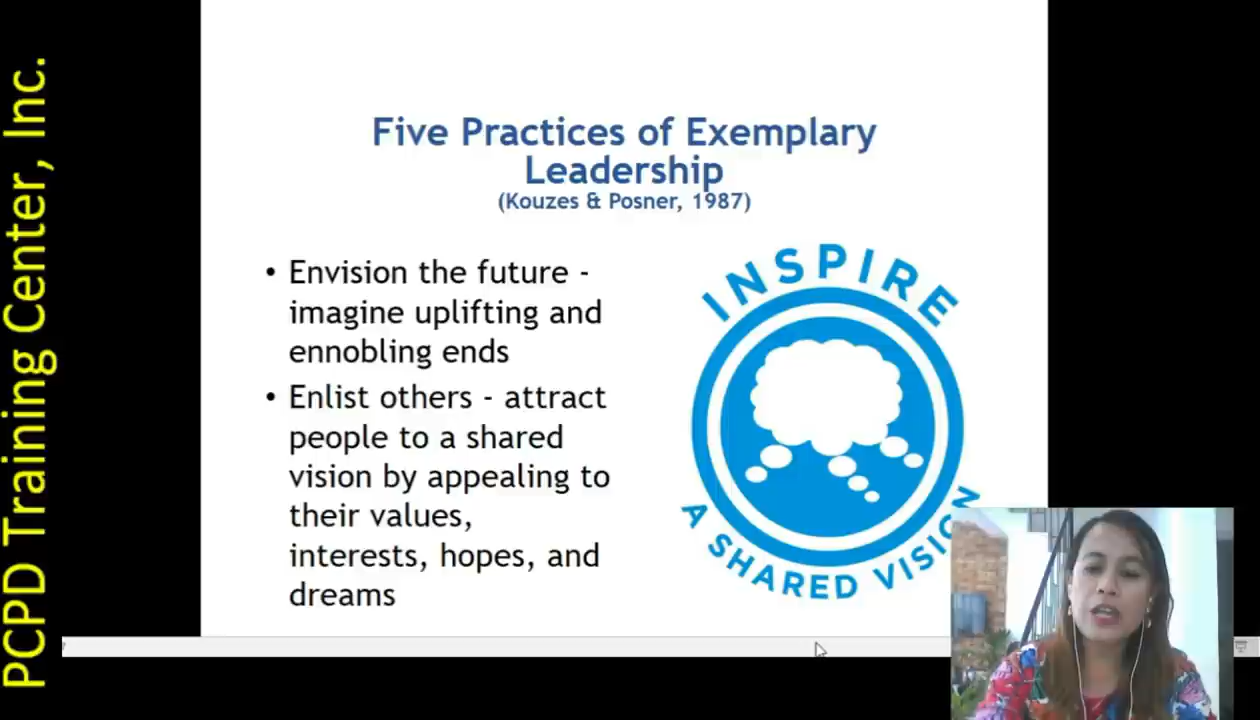 PCPD Training Center, Inc.
Five Practices of Exemplary
Leadership
(Kouzes & Posner, 1987)
• Envision the future -
imagine uplifting and
ennobling ends
• Enlist others - attract
people to a shared
vision by appealing to
their values,
interests, hopes, and
dreams
INSPIRE
A SHARED VISION